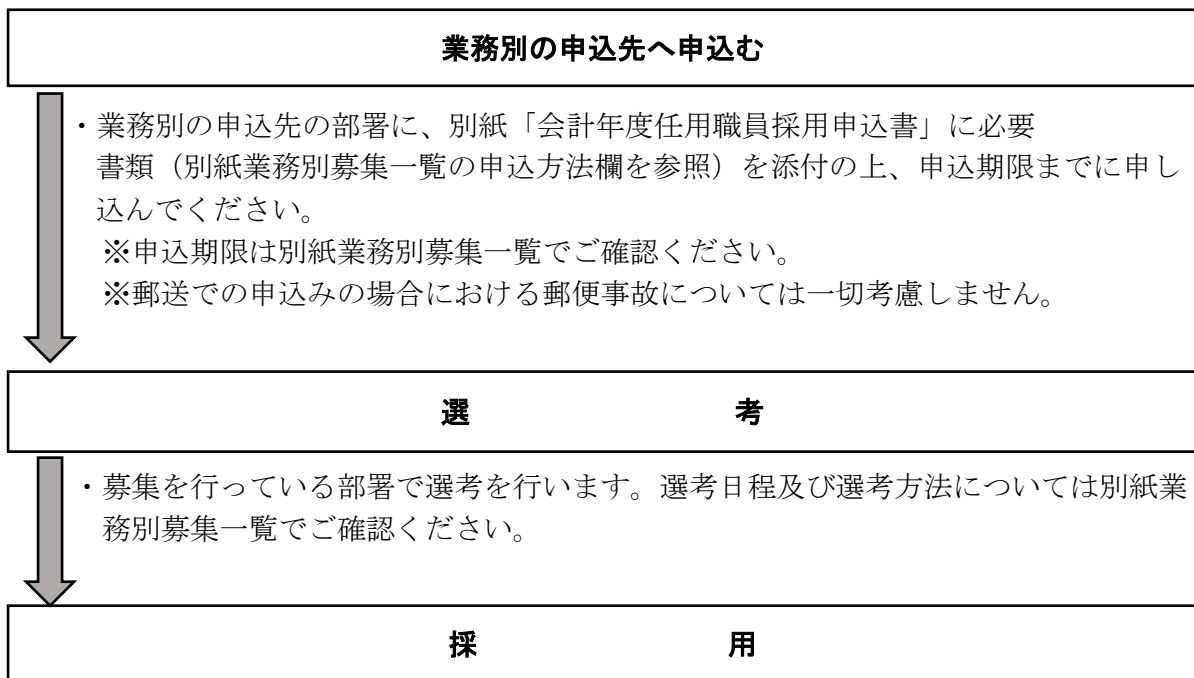 業務別の申込先へ申込む
・業務別の申込先の部署に、別紙「会計年度任用職員採用申込書」に必要
書類（別紙業務別募集一覧の申込方法欄を参照）を添付の上、申込期限までに申し
込んでください。
※申込期限は別紙業務別募集一覧でご確認ください。
※郵送での申込みの場合における郵便事故については一切考慮しません。
選　考
・募集を行っている部署で選考を行います。選考日程及び選考方法については別紙業
務別募集一覧でご確認ください。
採　用